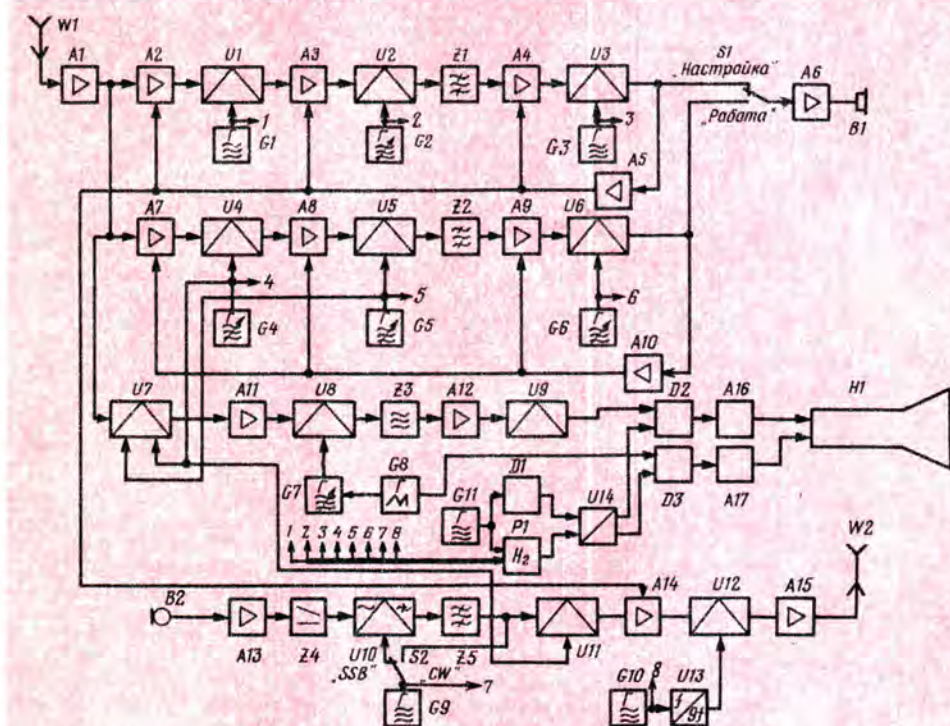 W1
A1 A2 U1 A3 U2 Z1 A4 U3 S1 A6
„Настройка"
„Работа"
B1
1 2 3
G1 G2 G3 A5
A7 U4 A8 U5 Z2 A9 U6
4 5 6
G4 G5 G6 A10
U7 A11 U8 Z3 A12 U9 D2 A16 H1
G7 G8 G11 D1 U14 D3 A17
1 2 3 4 5 6 7 8
P1
Hz
W2
B2 A14 U12 A15
A13 Z4 U10 S2 Z5 U11
„SSB" „CW" 7
G9 G10 8 U13
f
9f